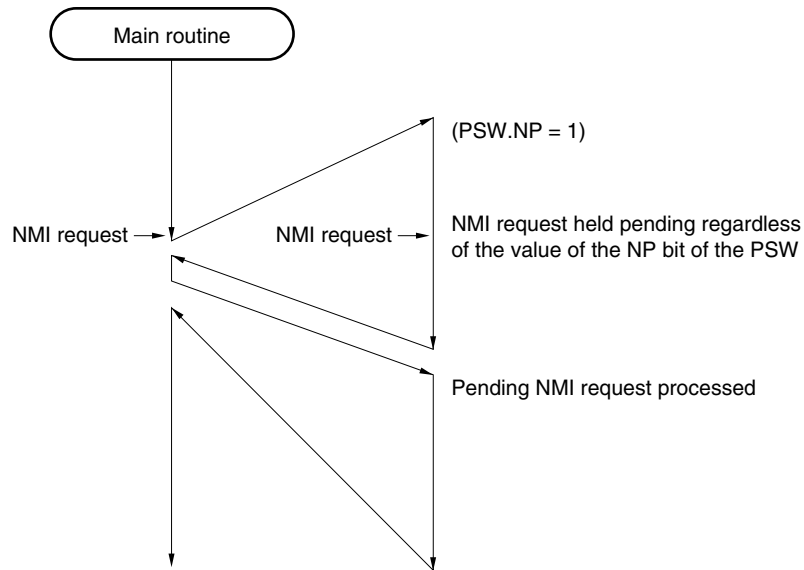 Main routine
(PSW.NP = 1)
NMI request
NMI request
NMI request held pending regardless
of the value of the NP bit of the PSW
Pending NMI request processed